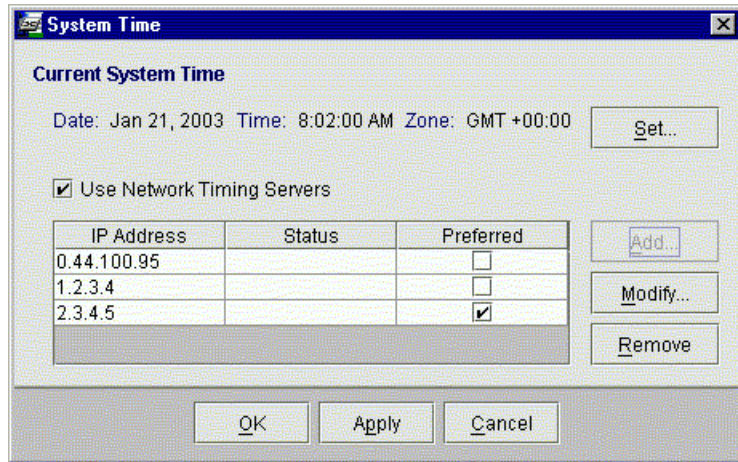 System Time
Current System Time
Date: Jan 21, 2003 Time: 8:02:00 AM Zone: GMT +00:00
Set...
Use Network Timing Servers
IP Address Status Preferred
Add...
0.44.100.95
1.2.3.4
Modify...
2.3.4.5
Remove
OK Apply Cancel